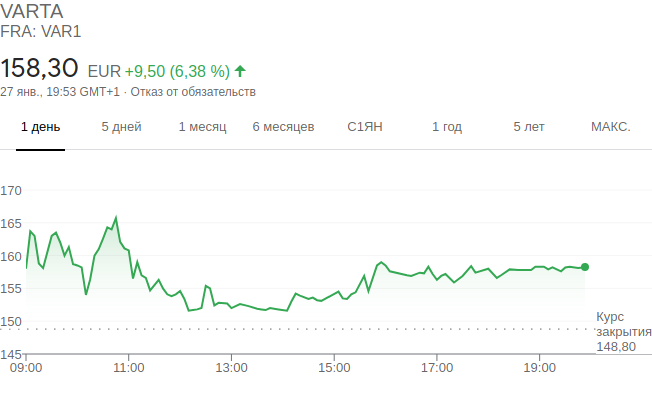 VARTA
FRA: VAR1
158,30 EUR +9,50 (6,38 %)
27 янв., 19:53 GMT+1 · Отказ от обязательств
1 день 5 дней 1 месяц 6 месяцев С1ЯН 1 год 5 лет МАКС.
170
165
160
155
150
145
Курс
закрытия
148,80
09:00 11:00 13:00 15:00 17:00 19:00